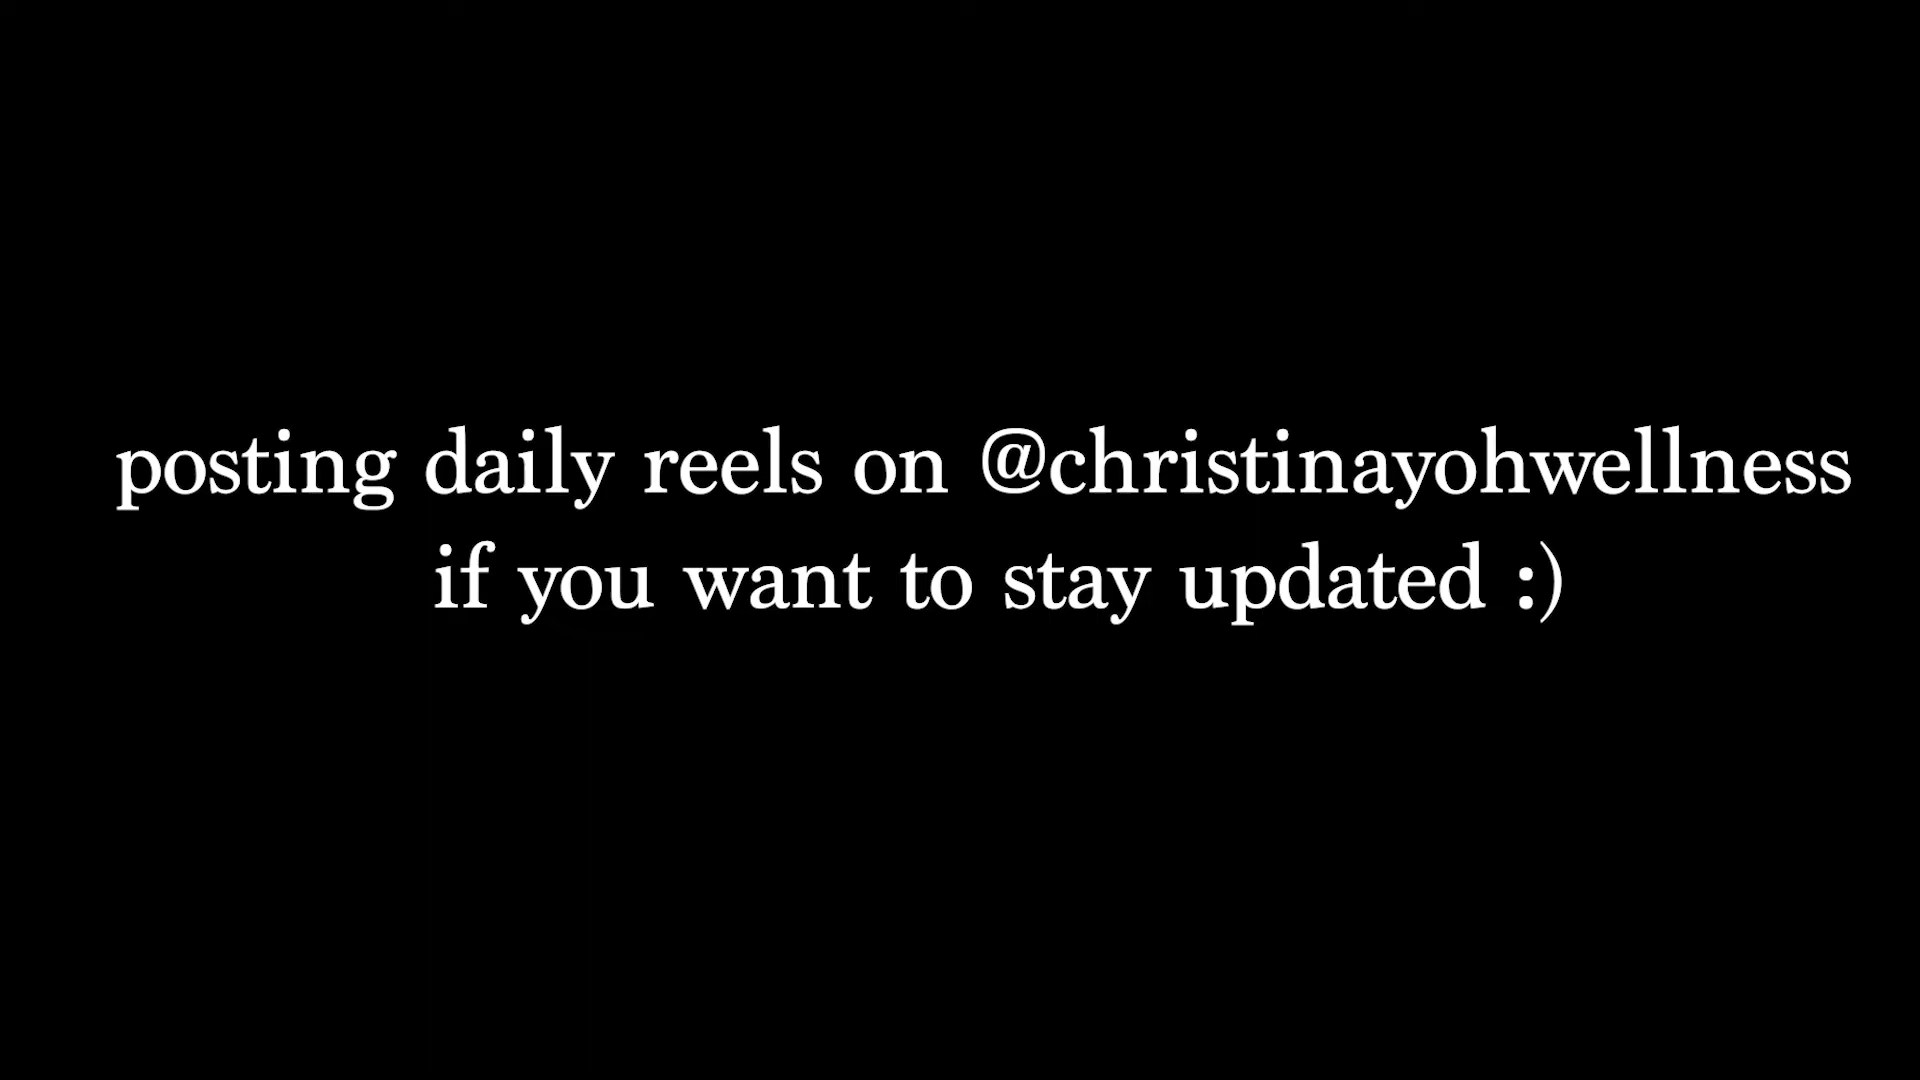 posting daily reels on @christinayohwellness
if you want to stay updated :)